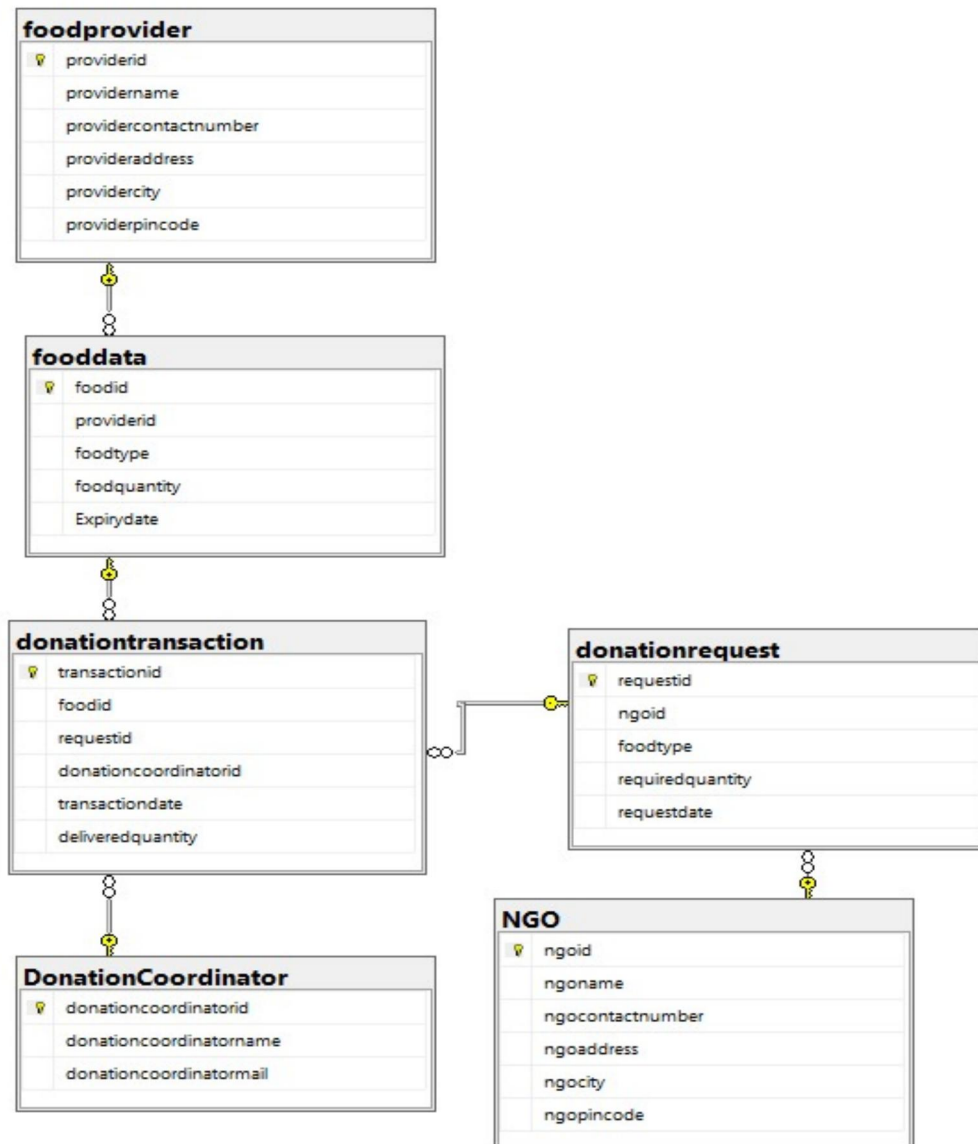 foodprovider
providerid
providername
providercontactnumber
provideraddress
providercity
providerpincode
fooddata
foodid
providerid
foodtype
foodquantity
Expirydate
donationtransaction
transactionid
foodid
requestid
donationcoordinatorid
transactiondate
deliveredquantity
donationrequest
requestid
ngoid
foodtype
requiredquantity
requestdate
DonationCoordinator
donationcoordinatorid
donationcoordinatorname
donationcoordinatormail
NGO
ngoid
ngoname
ngocontactnumber
ngoaddress
ngocity
ngopincode